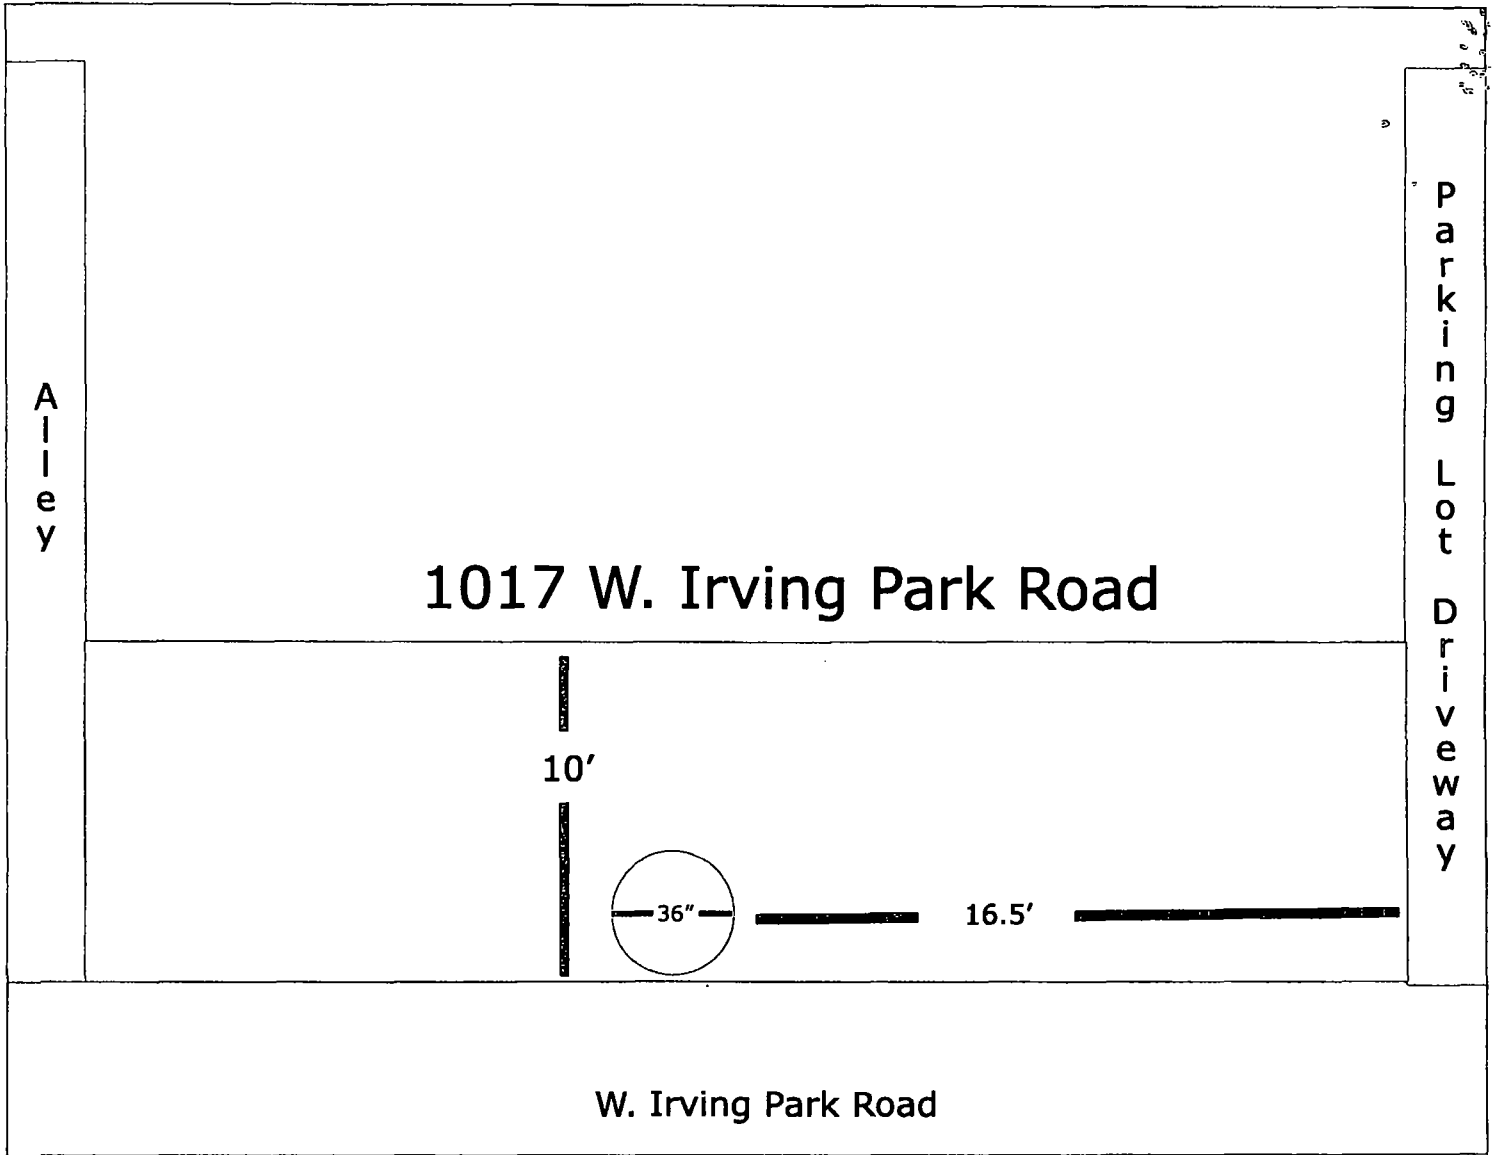 Alley
Parking Lot Driveway
1017 W. Irving Park Road
10'
36"
16.5'
W. Irving Park Road